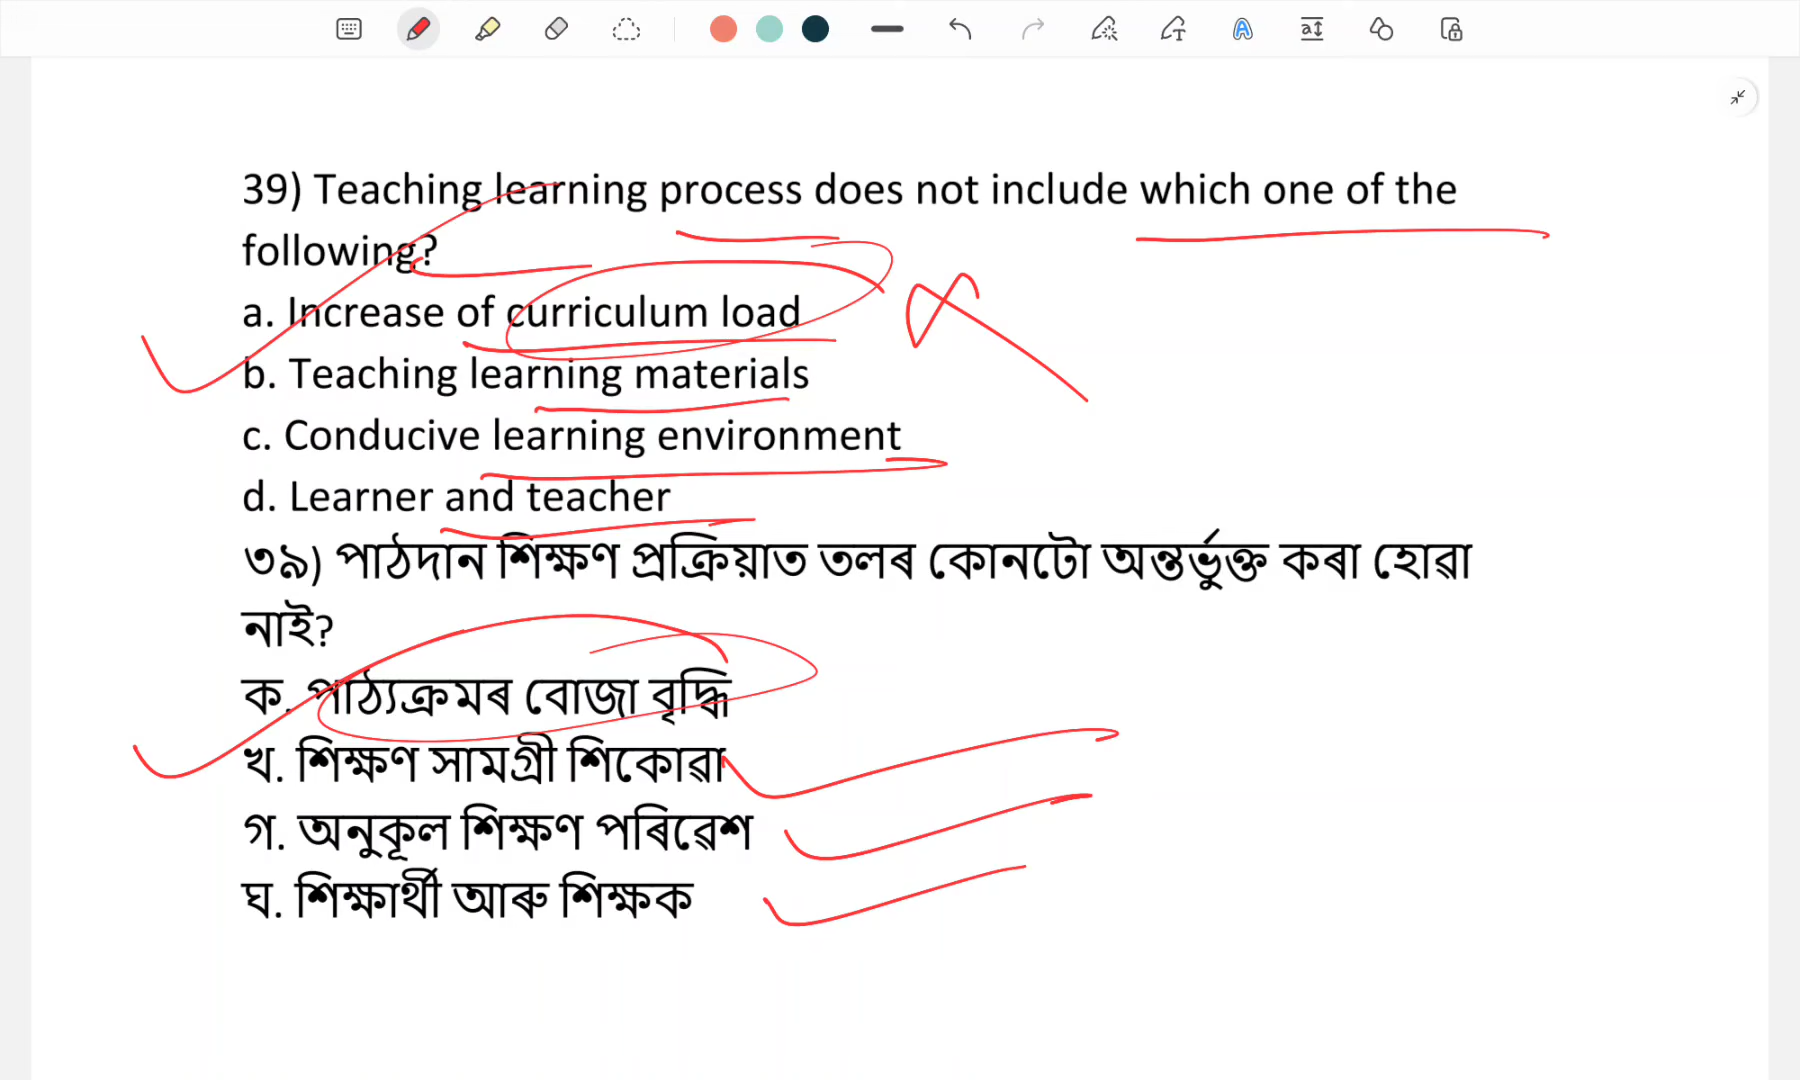 39) Teaching learning process does not include which one of the
following?
a. Increase of curriculum load
b. Teaching learning materials
c. Conducive learning environment
d. Learner and teacher
৩৯) পাঠদান শিক্ষণ প্ৰক্ৰিয়াত তলৰ কোনটো অন্তৰ্ভুক্ত কৰা হোৱা
নাই?
ক. পাঠ্যক্ৰমৰ বোজা বৃদ্ধি
খ. শিক্ষণ সামগ্ৰী শিকোৱা
গ. অনুকূল শিক্ষণ পৰিৱেশ
ঘ. শিক্ষাৰ্থী আৰু শিক্ষক